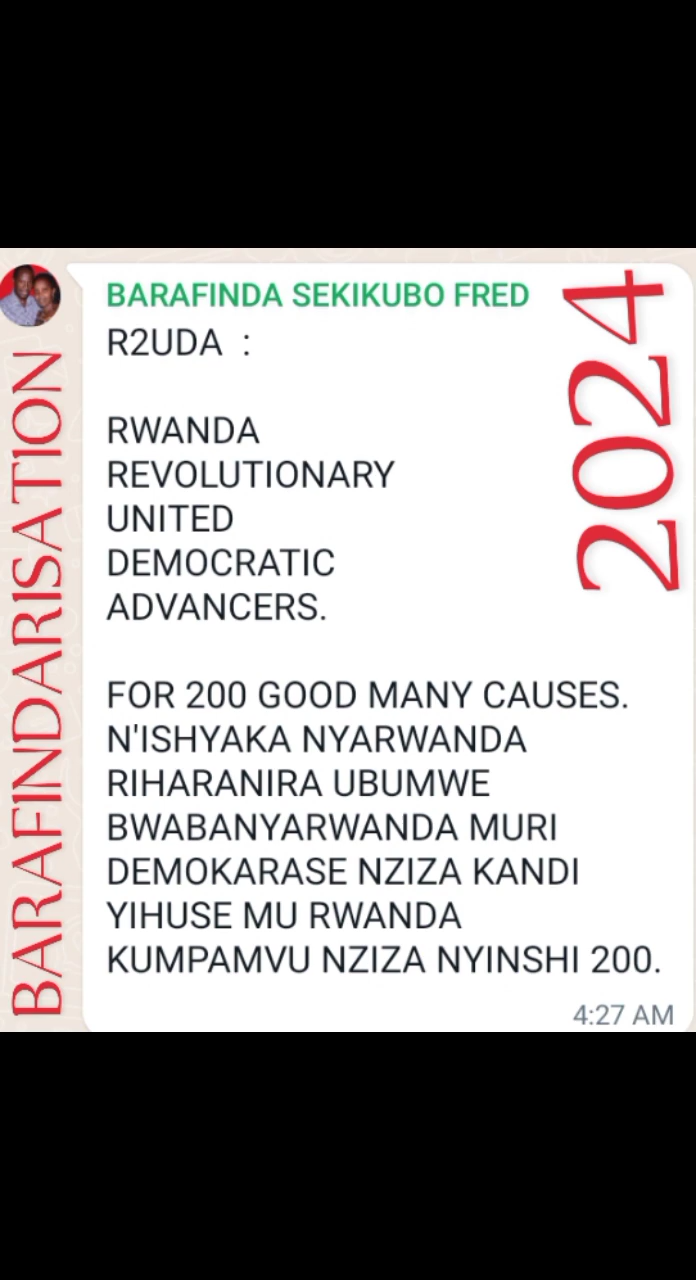 BARAFINDA SEKIKUBO FRED
R2UDA :
RWANDA
REVOLUTIONARY
UNITED
DEMOCRATIC
ADVANCERS.
FOR 200 GOOD MANY CAUSES.
N'ISHYAKA NYARWANDA
RIHARANIRA UBUMWE
BWABANYARWANDA MURI
DEMOKARASE NZIZA KANDI
YIHUSE MU RWANDA
KUMPAMVU NZIZA NYINSHI 200.
4:27 AM
BARAFINDARISATION
2024